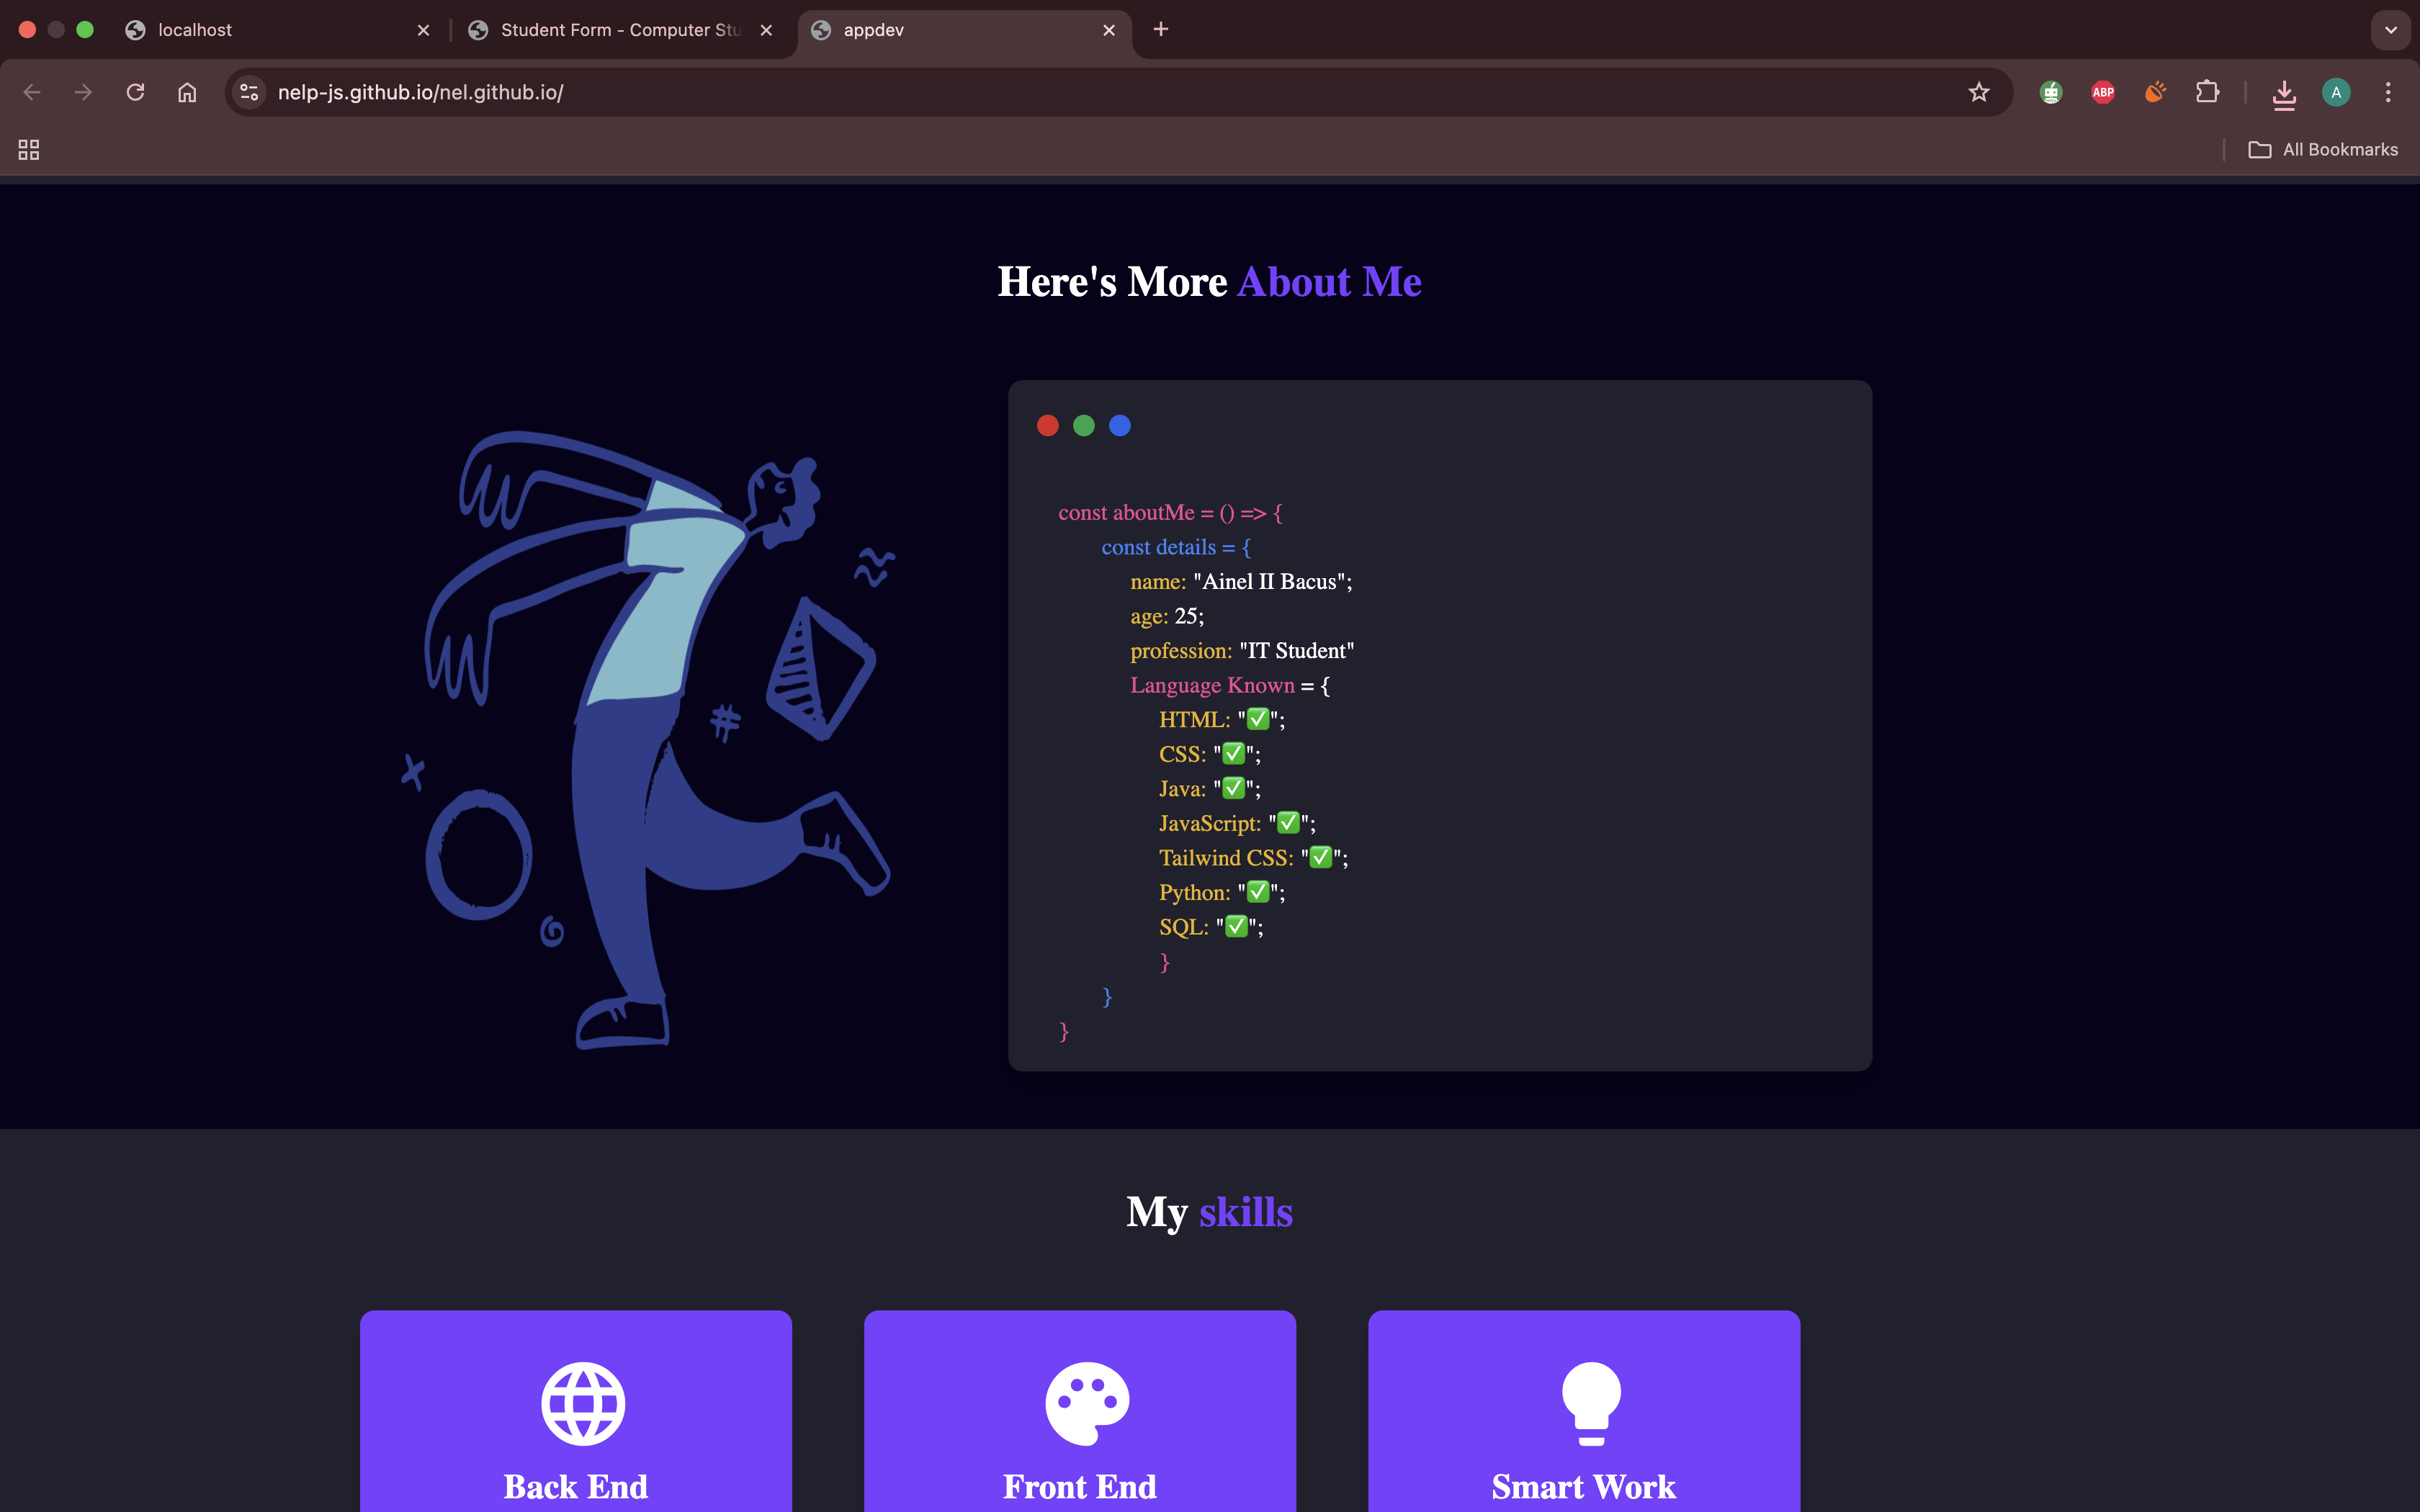 localhost
Student Form - Computer Stu
appdev
nelp-js.github.io/nel.github.io/
ABP
A
All Bookmarks
Here's More About Me
const aboutMe = () => {
const details = {
name: "Ainel II Bacus";
age: 25;
profession: "IT Student"
Language Known = {
HTML: "✅";
CSS: "✅";
Java: "✅";
JavaScript: "✅";
Tailwind CSS: "✅";
Python: "✅";
SQL: "✅";
}
}
}
My skills
Back End
Front End
Smart Work